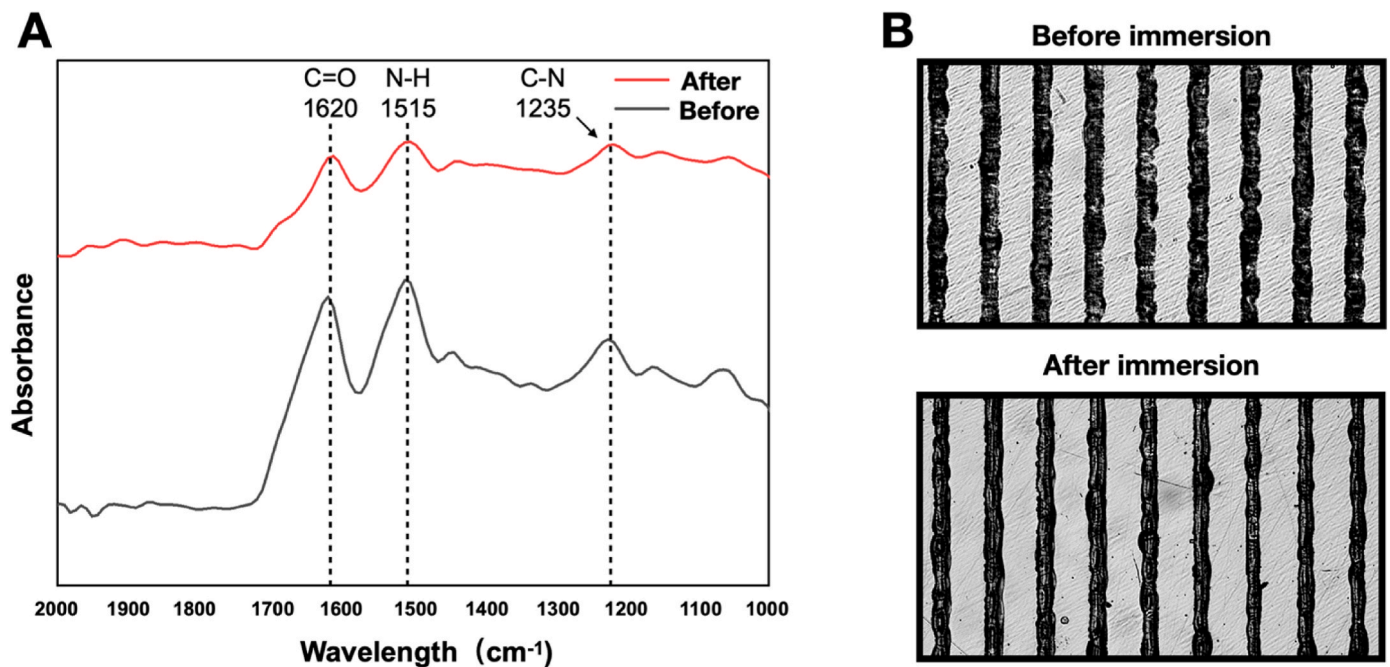 A
C=O
1620
N-H
1515
C-N
1235
After
Before
Absorbance
2000 1900 1800 1700 1600 1500 1400 1300 1200 1100 1000
Wavelength (cm-1)
B
Before immersion
After immersion